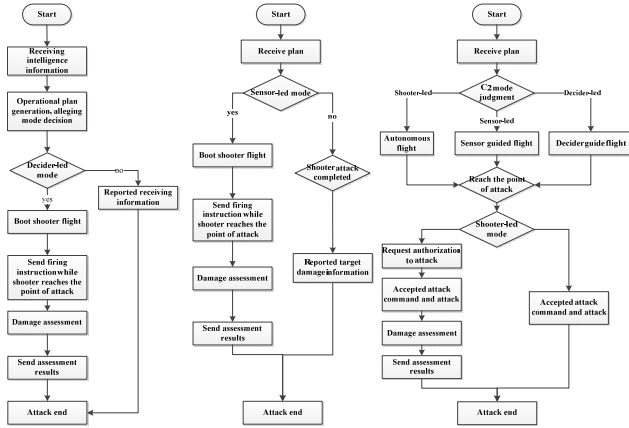 Start
Receiving
intelligence
information
Operational plan
generation, alleging
mode decision
Decider-led
mode
no
yes
Reported receiving
information
Boot shooter flight
Send firing
instruction while
shooter reaches the
point of attack
Damage assessment
Send assessment
results
Attack end
Start
Receive plan
Sensor-led mode
yes
no
Boot shooter flight
Shooter attack
completed
Send firing
instruction while
shooter reaches the
point of attack
Reported target
damage information
Damage assessment
Send assessment
results
Attack end
Start
Receive plan
C2 mode
judgment
Shooter-led
Decider-led
Sensor-led
Autonomous
flight
Sensor guided flight
Decider guide flight
Reach the point
of attack
Shooter-led
mode
Request authorization
to attack
Accepted attack
command and attack
Accepted attack
command and attack
Damage assessment
Send assessment
results
Attack end